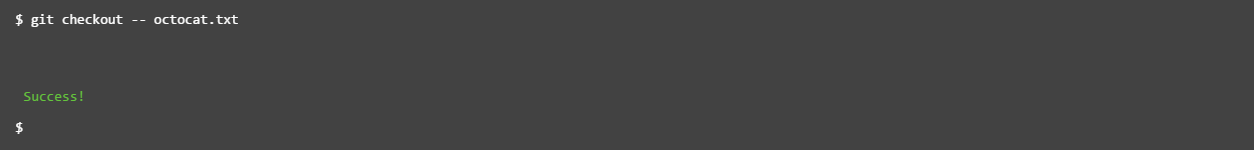 $ git checkout -- octocat.txt
Success!
$